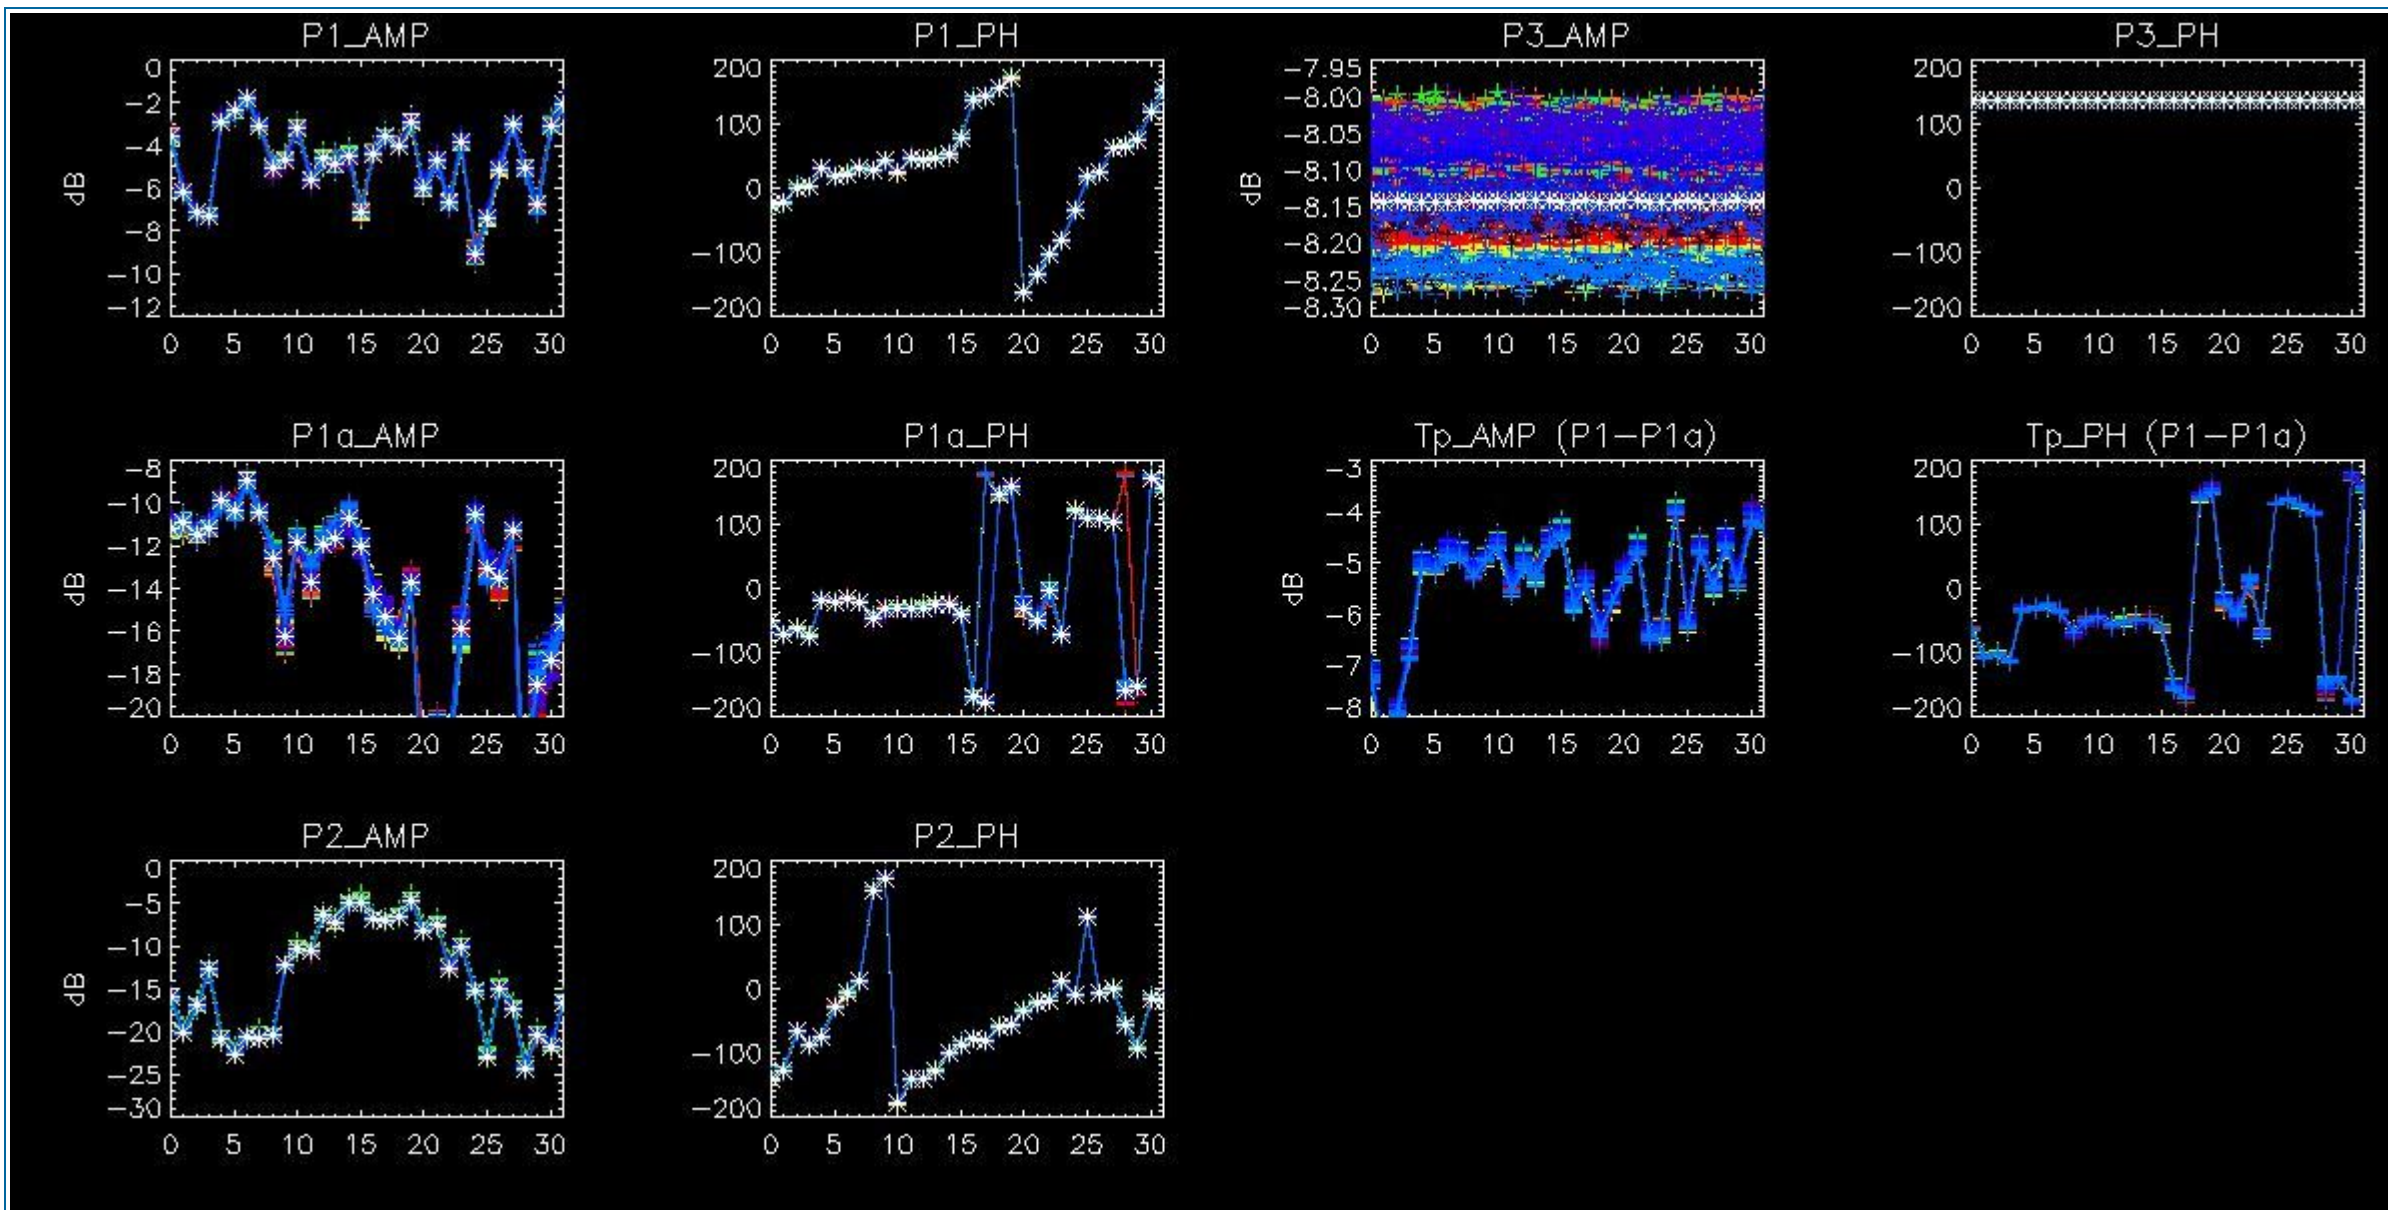 P1_AMP P1_PH P3_AMP P3_PH
0 -2 -4 -6 -8 -10 -12
dB
0 5 10 15 20 25 30
200 100 0 -100 -200
0 5 10 15 20 25 30
-7.95 -8.00 -8.05 -8.10 -8.15 -8.20 -8.25 -8.30
dB
0 5 10 15 20 25 30
200 100 0 -100 -200
0 5 10 15 20 25 30
P1a_AMP P1a_PH Tp_AMP (P1-P1a) Tp_PH (P1-P1a)
-8 -10 -12 -14 -16 -18 -20
dB
0 5 10 15 20 25 30
200 100 0 -100 -200
0 5 10 15 20 25 30
-3 -4 -5 -6 -7 -8
dB
0 5 10 15 20 25 30
200 100 0 -100 -200
0 5 10 15 20 25 30
P2_AMP P2_PH
0 -5 -10 -15 -20 -25 -30
dB
0 5 10 15 20 25 30
200 100 0 -100 -200
0 5 10 15 20 25 30